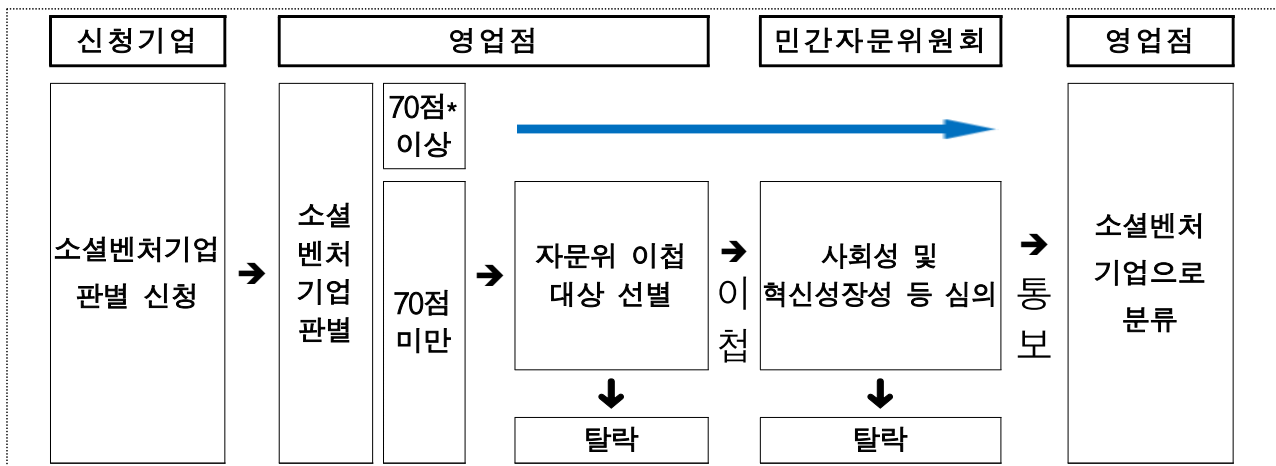 신청기업
영업점
민간자문위원회
영업점
소셜벤처기업
판별 신청
➔
소셜
벤처
기업
판별
70점*
이상
70점
미만
➔
자문위 이첩
대상 선별
➔
이
첩
사회성 및
혁신성장성 등 심의
➔
통
보
소셜벤처
기업으로
분류
탈락
탈락